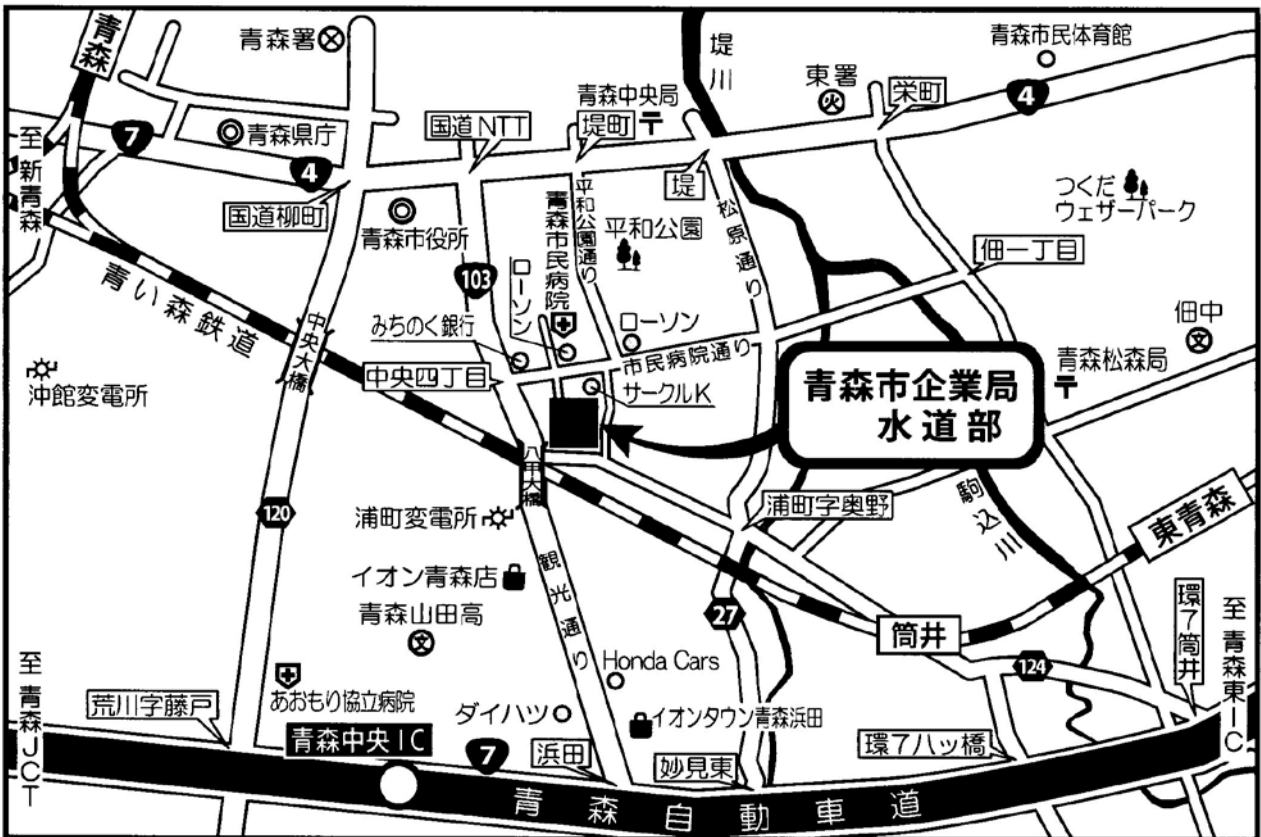 青森
青森署
堤川
青森市民体育館
東署
栄町
4
青森中央局
堤町
国道NTT
至 新青森
7
青森県庁
4
堤
国道柳町
青森市役所
103
ローソン
青森市民病院
平和公園通り
平和公園
松原通り
つくだ
ウェザーパーク
佃一丁目
青い森鉄道
中央大橋
みちのく銀行
ローソン
市民病院通り
佃中
文
青森松森局
沖館変電所
中央四丁目
サークルK
青森市企業局
水道部
八甲大橋
120
浦町変電所
浦町字奥野
駒込川
東青森
イオン青森店
観光通り
青森山田高
文
27
筒井
環7筒井
至 青森東IC
124
Honda Cars
至 青森JCT
荒川字藤戸
あおもり協立病院
青森中央IC
ダイハツ
7
浜田
イオンタウン青森浜田
妙見東
環7八ッ橋
青森自動車道